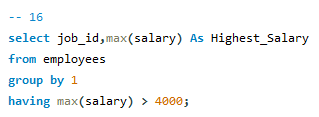 -- 16
select job_id,max(salary) As Highest_Salary
from employees
group by 1
having max(salary) > 4000;